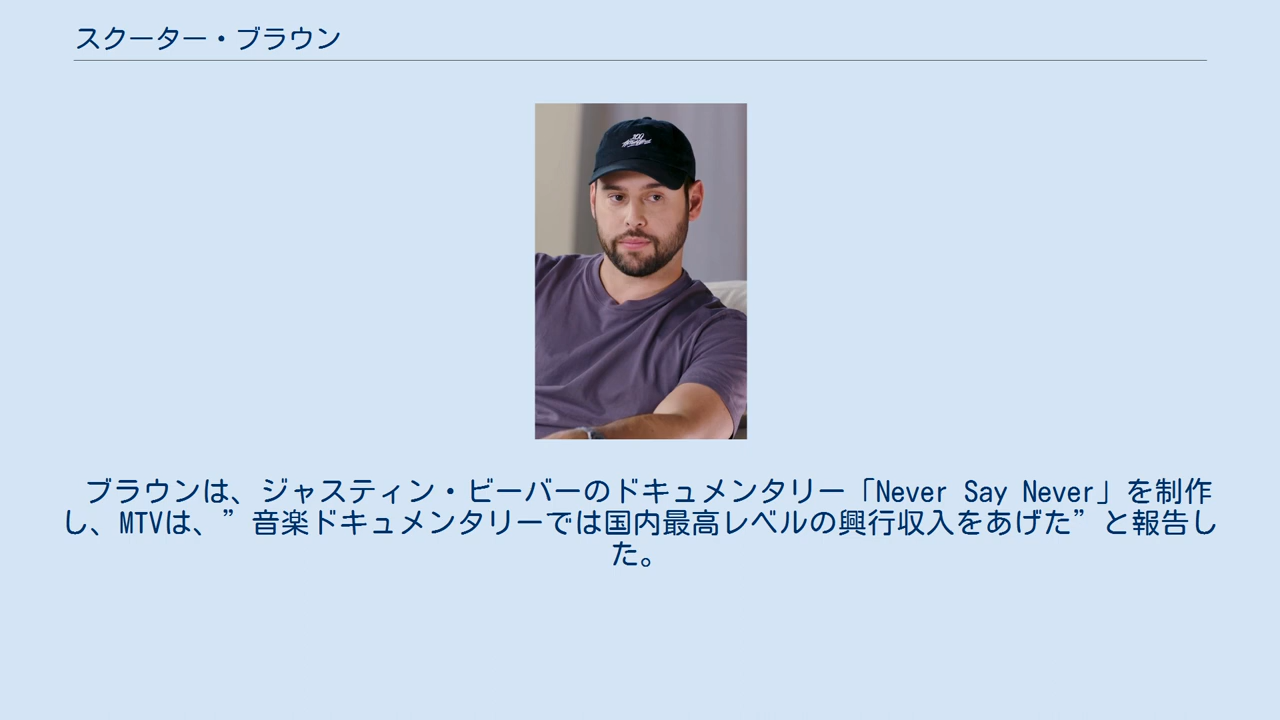 スクーター・ブラウン
ブラウンは、ジャスティン・ビーバーのドキュメンタリー「Never Say Never」を制作
し、MTVは、”音楽ドキュメンタリーでは国内最高レベルの興行収入をあげた”と報告し
た。